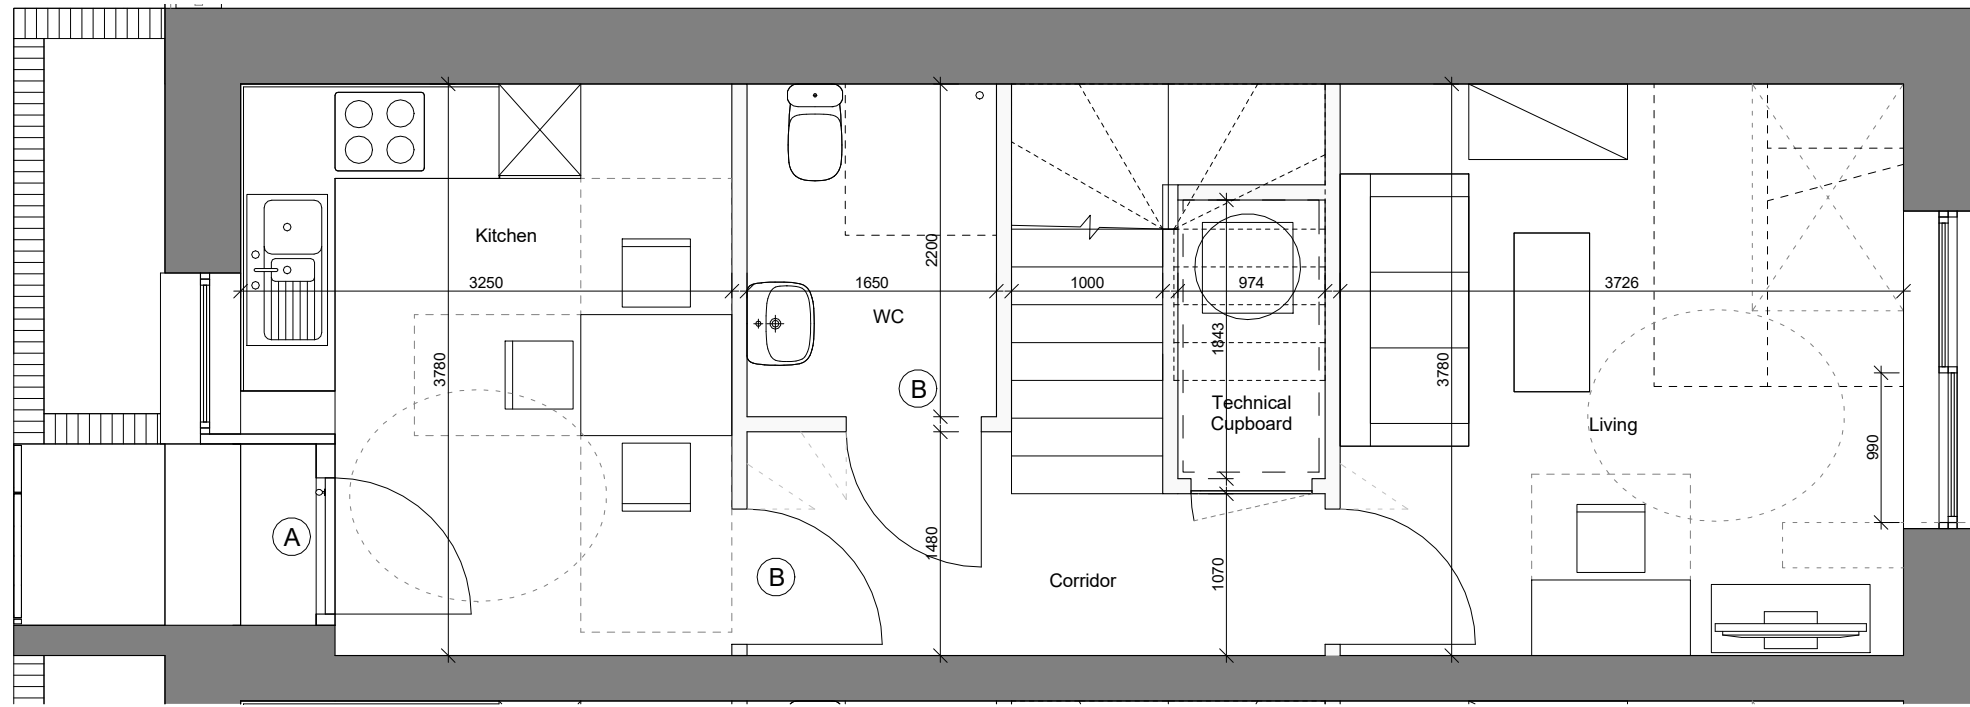 Kitchen
2200
3250
1650
1000
974
3726
WC
1843
3780
3780
B
Technical
Cupboard
Living
990
A
1480
B
1070
Corridor